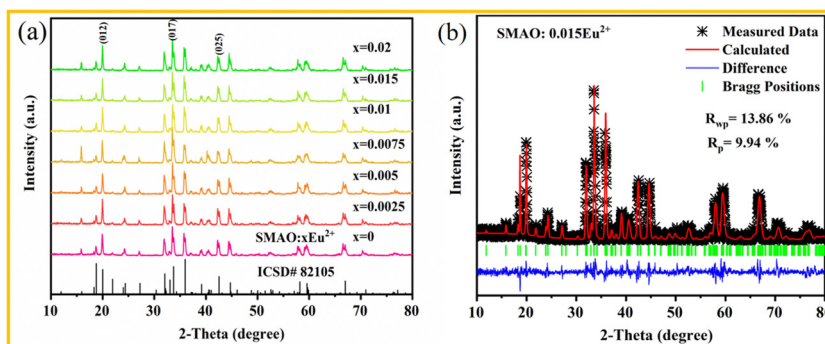 (a)
(012)
(017)
(025)
x=0.02
x=0.015
x=0.01
x=0.0075
x=0.005
x=0.0025
SMAO:xEu²⁺
x=0
ICSD# 82105
Intensity (a.u.)
20 30 40 50 60 70 80
2-Theta (degree)
(b)
SMAO: 0.015Eu²⁺
Measured Data
Calculated
Difference
Bragg Positions
Rwp= 13.86 %
Rp= 9.94 %
Intensity (a.u.)
10 20 30 40 50 60 70 80
2-Theta (degree)